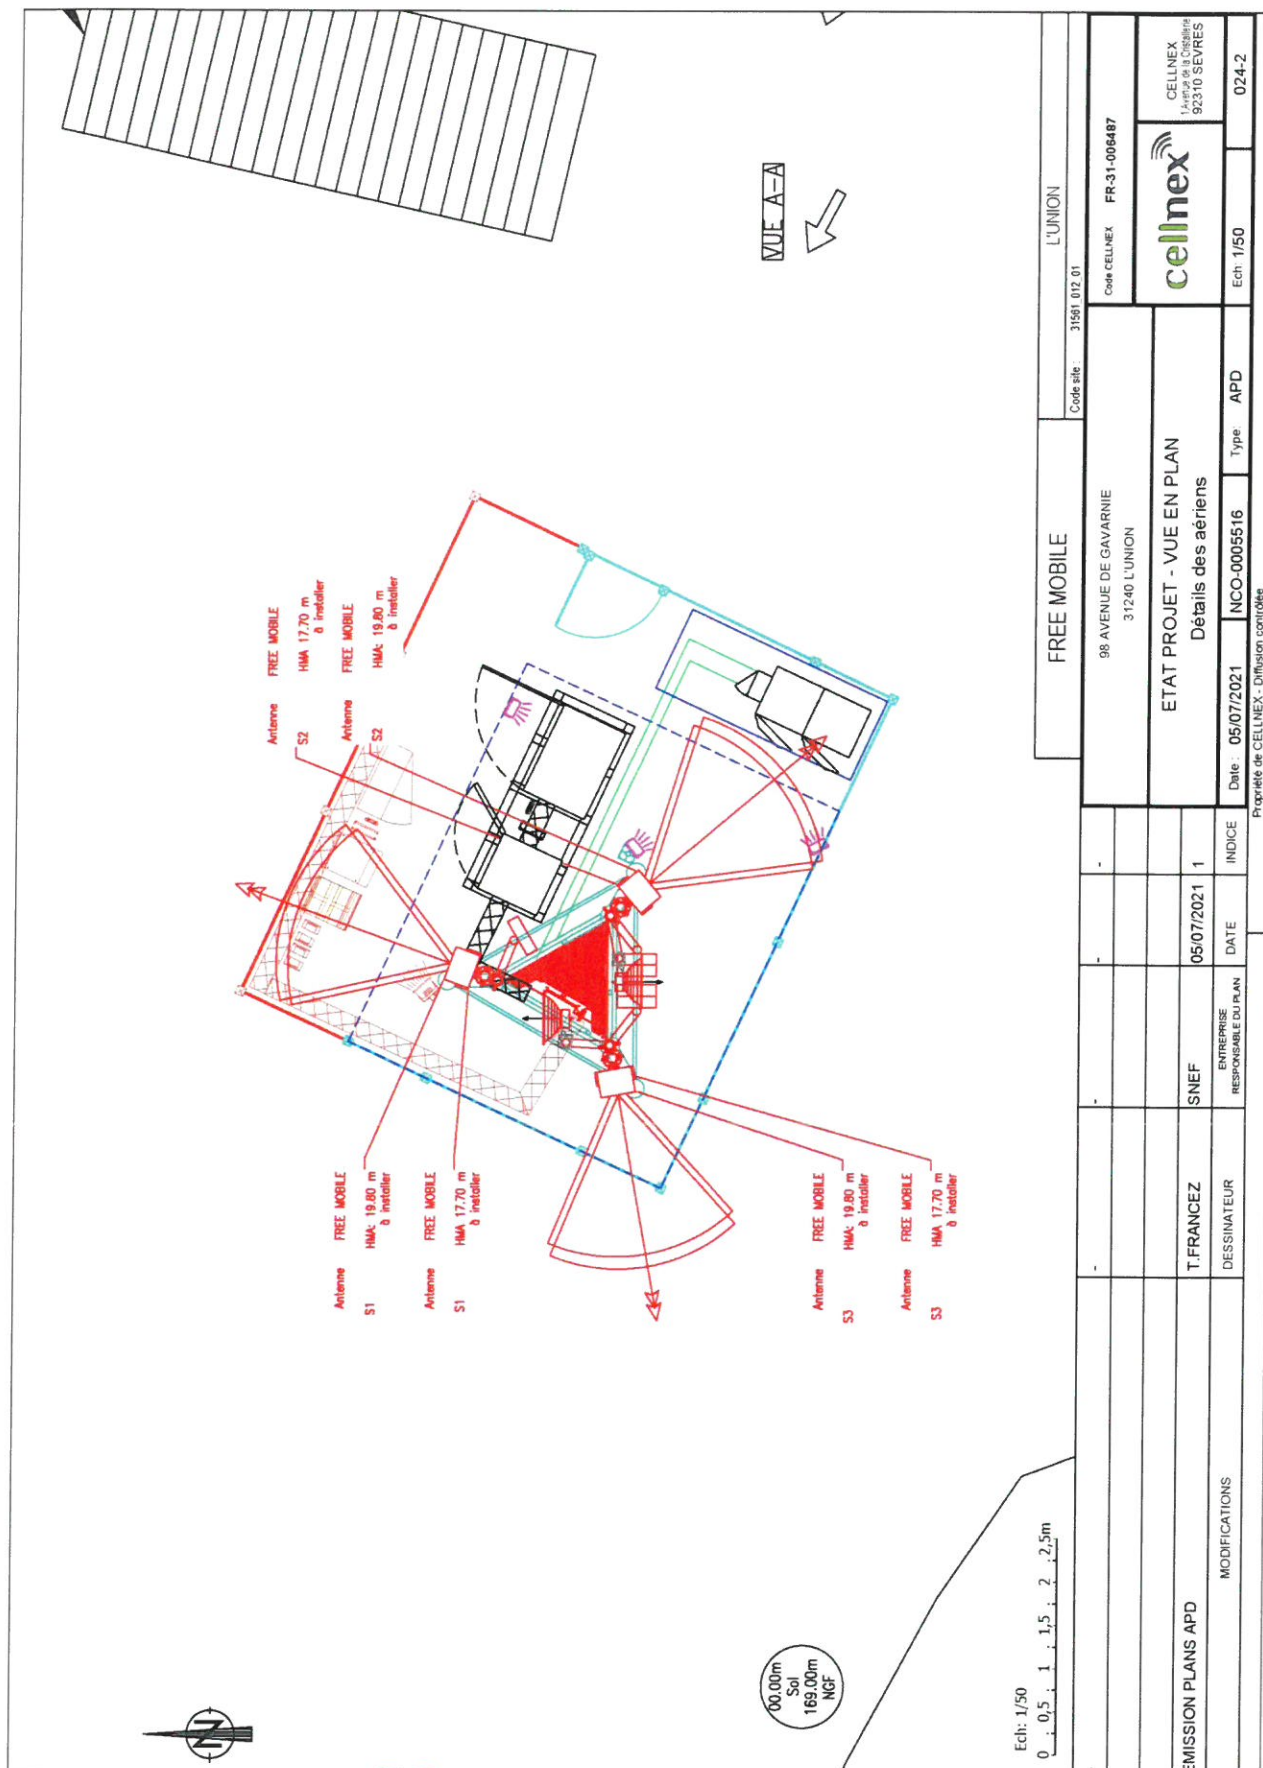 Antenne FREE MOBILE
S2 HMA 17.70 m
à installer
Antenne FREE MOBILE
S2 HMA: 19.80 m
à installer
VUE A-A
Antenne FREE MOBILE
S1 HMA: 19.80 m
à installer
Antenne FREE MOBILE
S1 HMA 17.70 m
à installer
Antenne FREE MOBILE
S3 HMA: 19.80 m
à installer
Antenne FREE MOBILE
S3 HMA 17.70 m
à installer
N
00.00m
Sol
169.00m
NGF
Ech: 1/50
0 0,5 1 1,5 2 2,5m
FREE MOBILE
L'UNION
Code site : 31561_012_01
98 AVENUE DE GAVARNIE
31240 L'UNION
Code CELLNEX FR-31-006487
ETAT PROJET - VUE EN PLAN
Détails des aériens
cellnex
CELLNEX
1 Avenue de la Cristallerie
92310 SEVRES
- - - -
EMISSION PLANS APD T.FRANCEZ SNEF 05/07/2021 1
MODIFICATIONS DESSINATEUR ENTREPRISE RESPONSABLE DU PLAN DATE INDICE
Date : 05/07/2021 NCO-0005516 Type: APD Ech: 1/50 024-2
Propriété de CELLNEX - Diffusion contrôlée